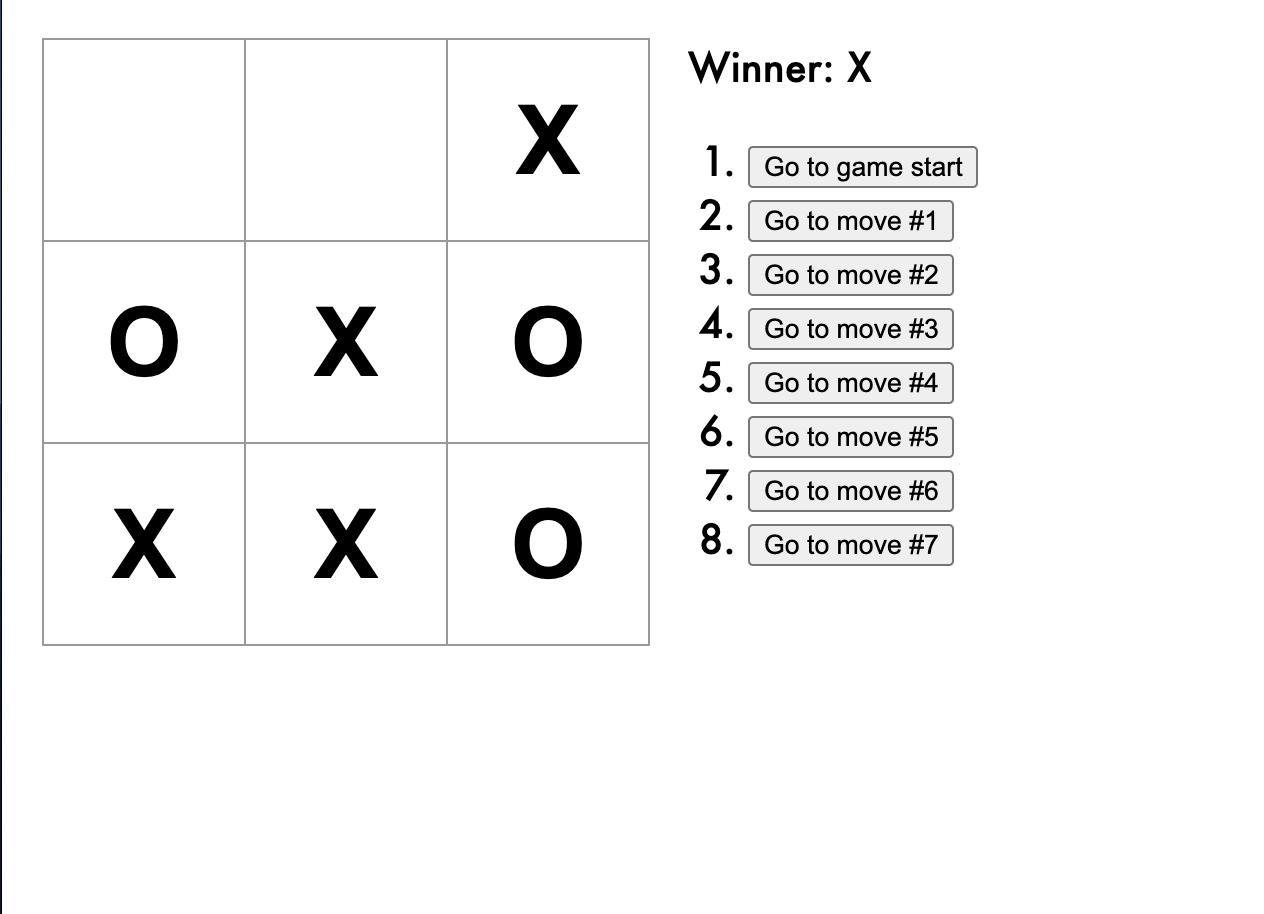 X
O X O
X X O
Winner: X
1. Go to game start
2. Go to move #1
3. Go to move #2
4. Go to move #3
5. Go to move #4
6. Go to move #5
7. Go to move #6
8. Go to move #7